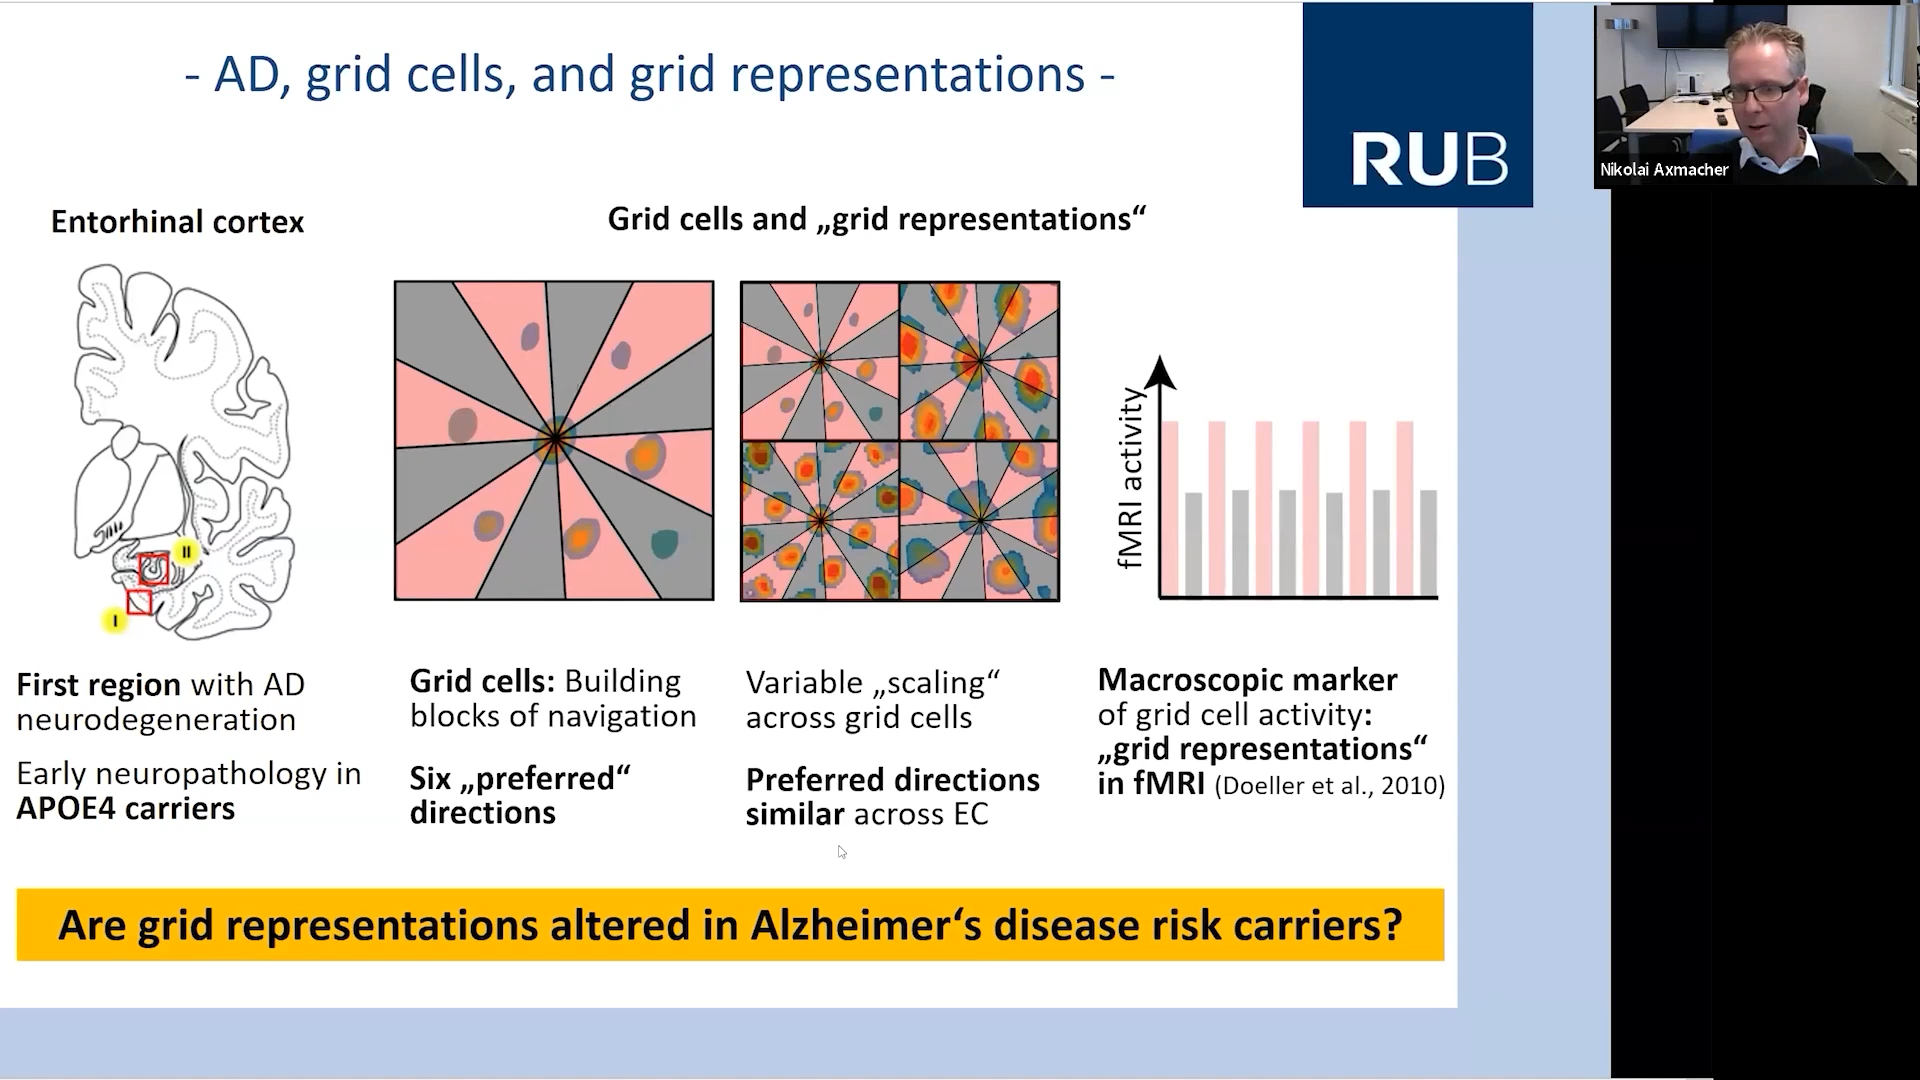 - AD, grid cells, and grid representations -
RUB
Nikolai Axmacher
Entorhinal cortex
Grid cells and „grid representations“
II
I
fMRI activity
First region with AD
neurodegeneration
Early neuropathology in
APOE4 carriers
Grid cells: Building
blocks of navigation
Six „preferred“
directions
Variable „scaling“
across grid cells
Preferred directions
similar across EC
Macroscopic marker
of grid cell activity:
„grid representations“
in fMRI (Doeller et al., 2010)
Are grid representations altered in Alzheimer‘s disease risk carriers?